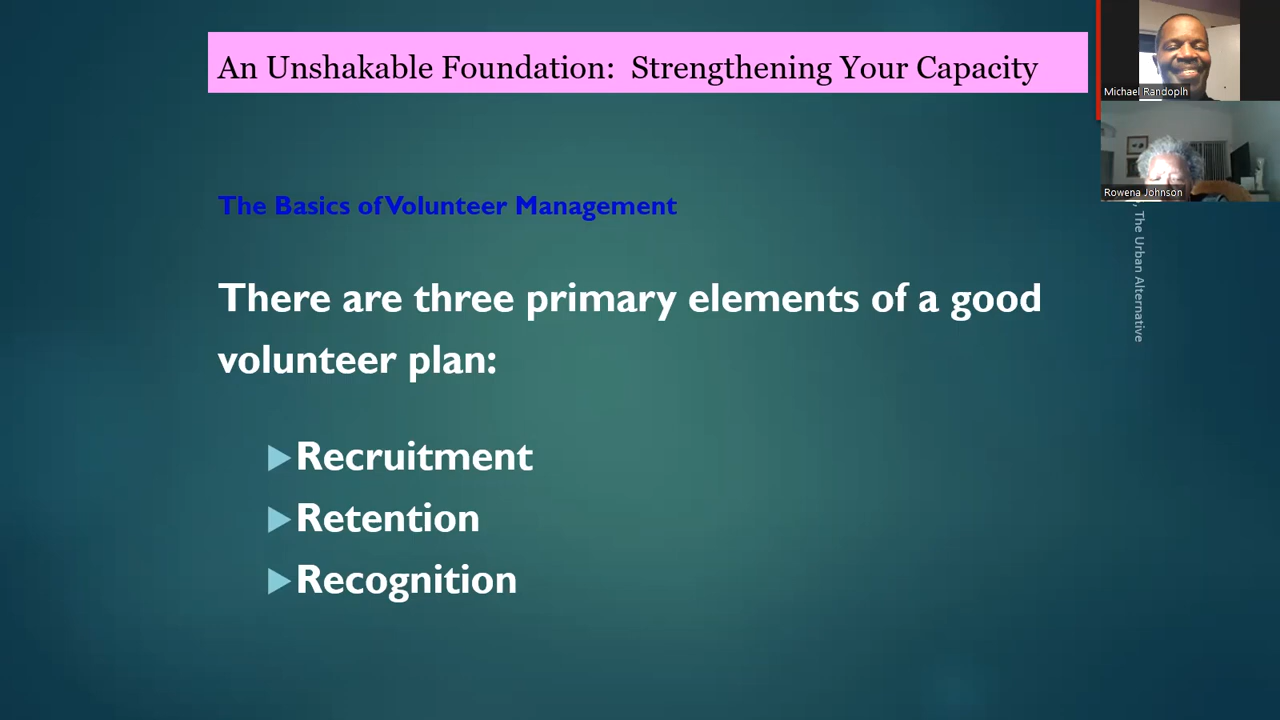 An Unshakable Foundation: Strengthening Your Capacity
Michael Randoplh
Rowena Johnson
, The Urban Alternative
The Basics of Volunteer Management
There are three primary elements of a good
volunteer plan:
Recruitment
Retention
Recognition